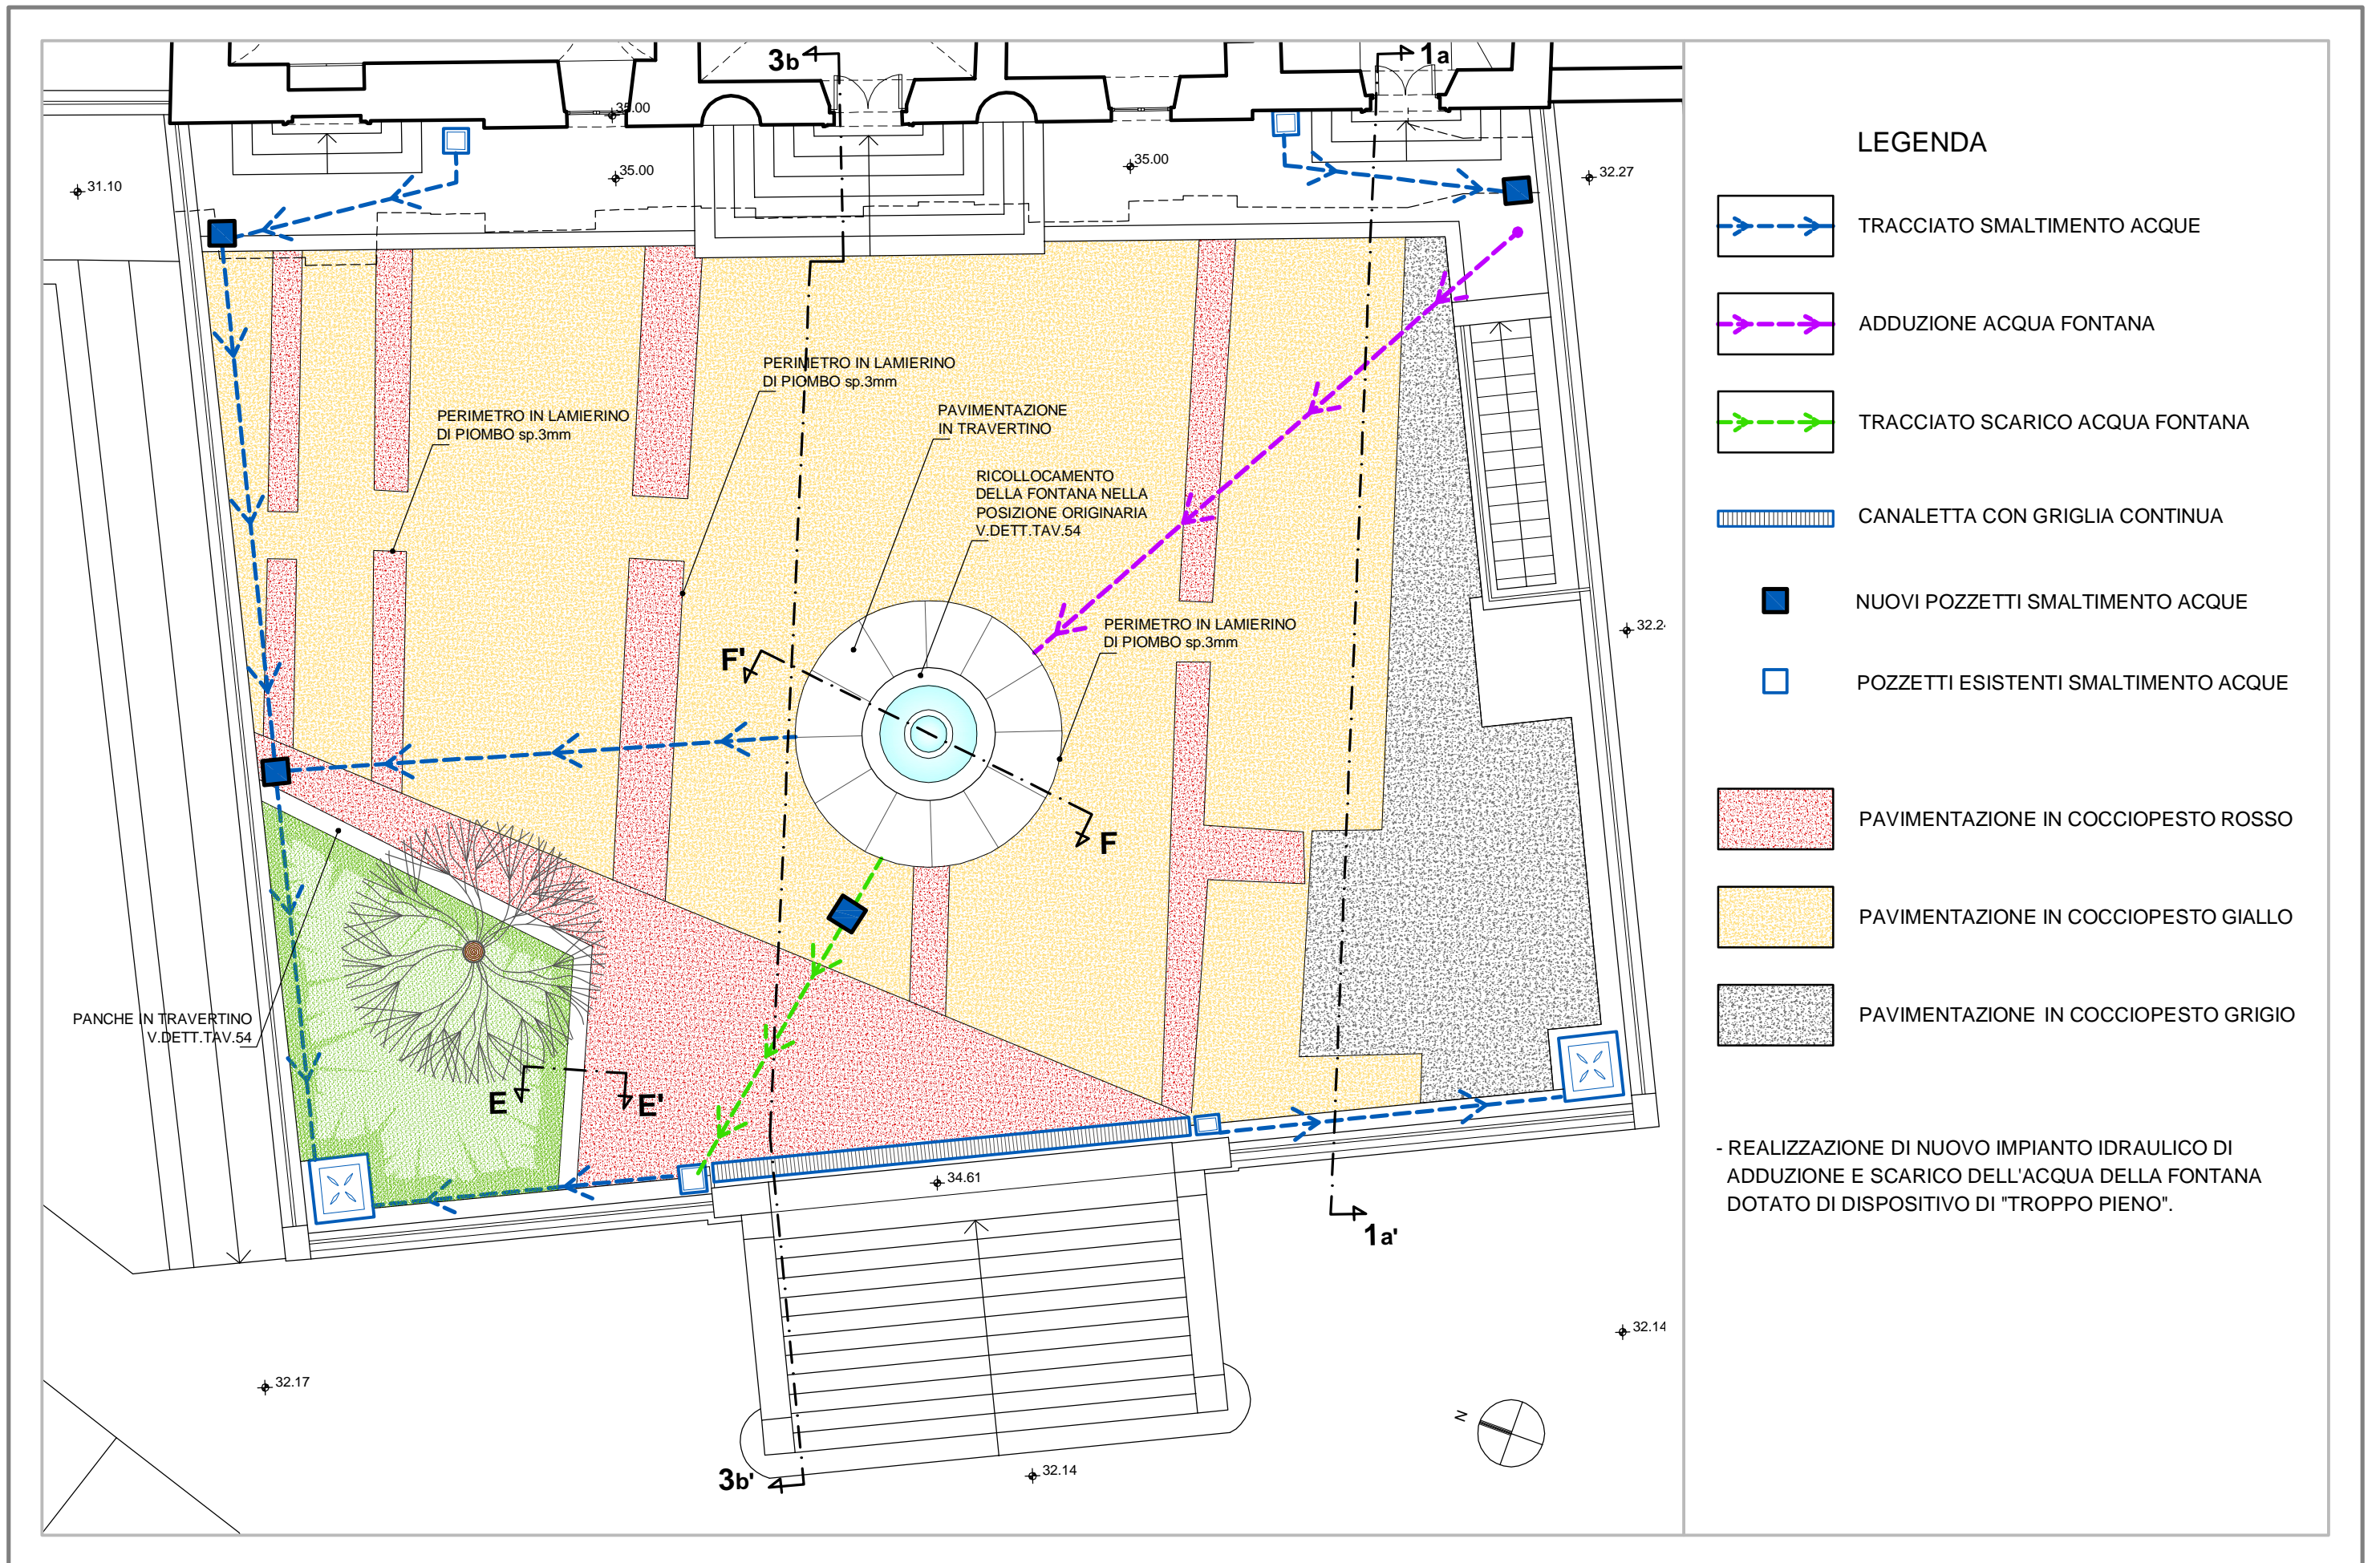 3b
1a
35.00
35.00
35.00
31.10
32.27
PERIMETRO IN LAMIERINO
DI PIOMBO sp.3mm
PERIMETRO IN LAMIERINO
DI PIOMBO sp.3mm
PAVIMENTAZIONE
IN TRAVERTINO
RICOLLOCAMENTO
DELLA FONTANA NELLA
POSIZIONE ORIGINARIA
V.DETT.TAV.54
PERIMETRO IN LAMIERINO
DI PIOMBO sp.3mm
F'
F
PANCHE IN TRAVERTINO
V.DETT.TAV.54
E
E'
34.61
1a'
32.14
32.17
32.14
3b'
N
LEGENDA
TRACCIATO SMALTIMENTO ACQUE
ADDUZIONE ACQUA FONTANA
TRACCIATO SCARICO ACQUA FONTANA
CANALETTA CON GRIGLIA CONTINUA
NUOVI POZZETTI SMALTIMENTO ACQUE
POZZETTI ESISTENTI SMALTIMENTO ACQUE
PAVIMENTAZIONE IN COCCIOPESTO ROSSO
PAVIMENTAZIONE IN COCCIOPESTO GIALLO
PAVIMENTAZIONE IN COCCIOPESTO GRIGIO
- REALIZZAZIONE DI NUOVO IMPIANTO IDRAULICO DI
ADDUZIONE E SCARICO DELL'ACQUA DELLA FONTANA
DOTATO DI DISPOSITIVO DI "TROPPO PIENO".